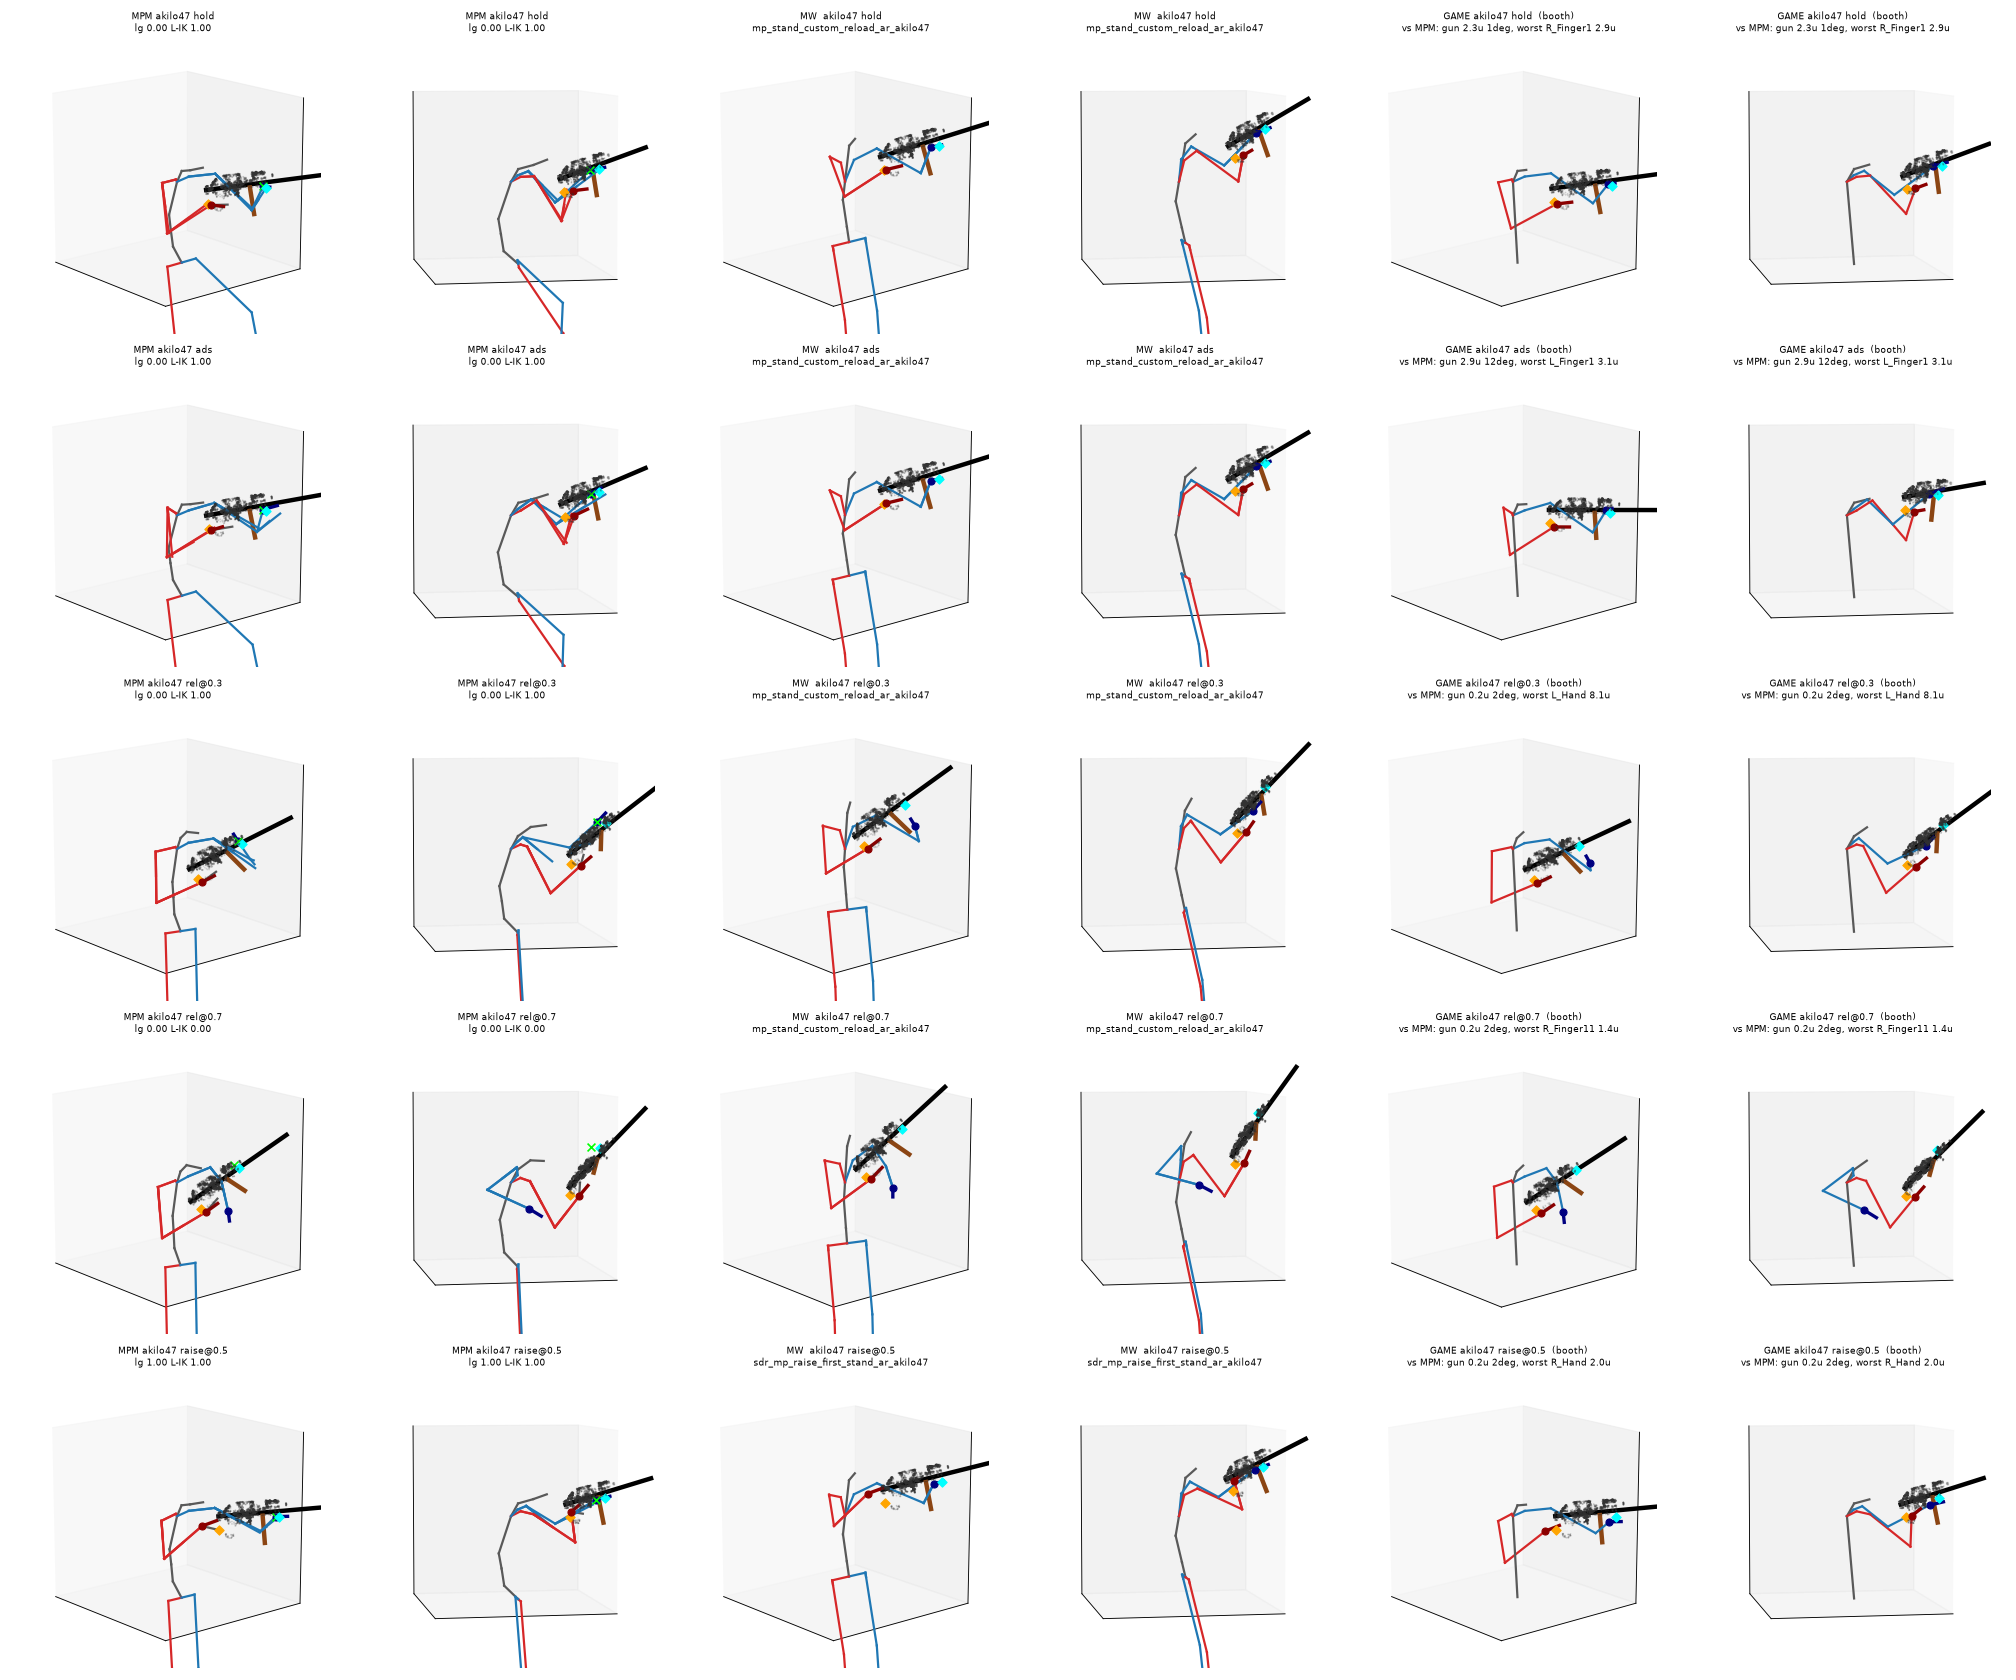 MPM akilo47 hold
lg 0.00 L-IK 1.00
MPM akilo47 hold
lg 0.00 L-IK 1.00
MW  akilo47 hold
mp_stand_custom_reload_ar_akilo47
MW  akilo47 hold
mp_stand_custom_reload_ar_akilo47
GAME akilo47 hold  (booth)
vs MPM: gun 2.3u 1deg, worst R_Finger1 2.9u
GAME akilo47 hold  (booth)
vs MPM: gun 2.3u 1deg, worst R_Finger1 2.9u
MPM akilo47 ads
lg 0.00 L-IK 1.00
MPM akilo47 ads
lg 0.00 L-IK 1.00
MW  akilo47 ads
mp_stand_custom_reload_ar_akilo47
MW  akilo47 ads
mp_stand_custom_reload_ar_akilo47
GAME akilo47 ads  (booth)
vs MPM: gun 2.9u 12deg, worst L_Finger1 3.1u
GAME akilo47 ads  (booth)
vs MPM: gun 2.9u 12deg, worst L_Finger1 3.1u
MPM akilo47 rel@0.3
lg 0.00 L-IK 1.00
MPM akilo47 rel@0.3
lg 0.00 L-IK 1.00
MW  akilo47 rel@0.3
mp_stand_custom_reload_ar_akilo47
MW  akilo47 rel@0.3
mp_stand_custom_reload_ar_akilo47
GAME akilo47 rel@0.3  (booth)
vs MPM: gun 0.2u 2deg, worst L_Hand 8.1u
GAME akilo47 rel@0.3  (booth)
vs MPM: gun 0.2u 2deg, worst L_Hand 8.1u
MPM akilo47 rel@0.7
lg 0.00 L-IK 0.00
MPM akilo47 rel@0.7
lg 0.00 L-IK 0.00
MW  akilo47 rel@0.7
mp_stand_custom_reload_ar_akilo47
MW  akilo47 rel@0.7
mp_stand_custom_reload_ar_akilo47
GAME akilo47 rel@0.7  (booth)
vs MPM: gun 0.2u 2deg, worst R_Finger11 1.4u
GAME akilo47 rel@0.7  (booth)
vs MPM: gun 0.2u 2deg, worst R_Finger11 1.4u
MPM akilo47 raise@0.5
lg 1.00 L-IK 1.00
MPM akilo47 raise@0.5
lg 1.00 L-IK 1.00
MW  akilo47 raise@0.5
sdr_mp_raise_first_stand_ar_akilo47
MW  akilo47 raise@0.5
sdr_mp_raise_first_stand_ar_akilo47
GAME akilo47 raise@0.5  (booth)
vs MPM: gun 0.2u 2deg, worst R_Hand 2.0u
GAME akilo47 raise@0.5  (booth)
vs MPM: gun 0.2u 2deg, worst R_Hand 2.0u